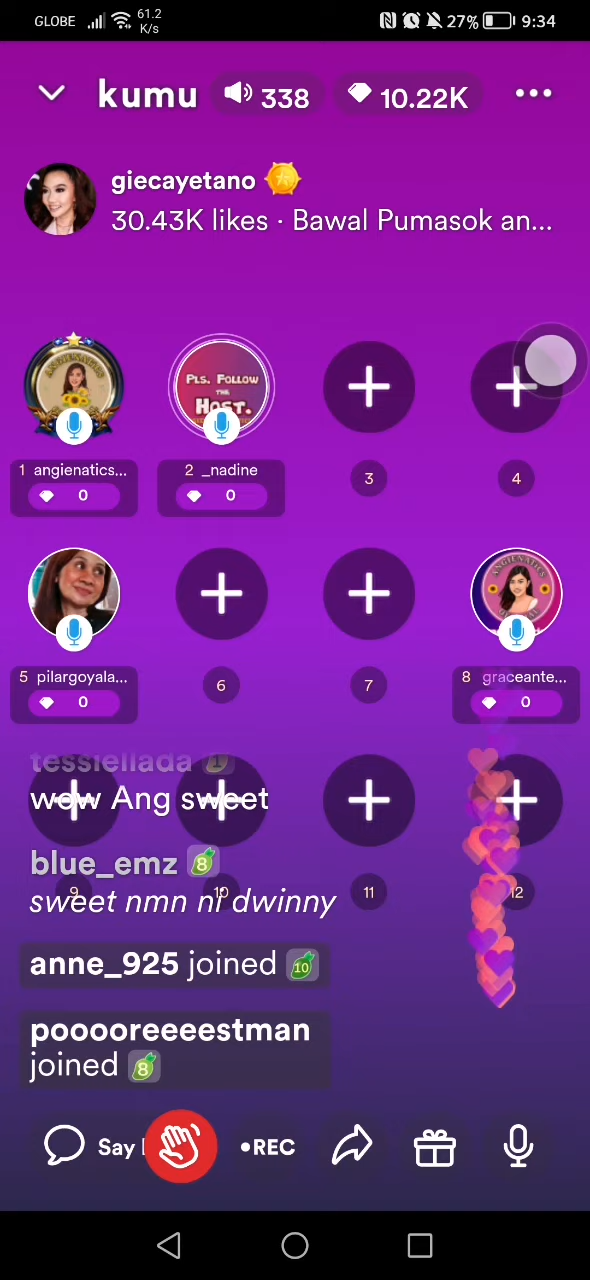 GLOBE 61.2 K/s 27% 9:34
kumu 338 10.22K
giecayetano
30.43K likes · Bawal Pumasok an...
PLS. FOLLOW
THE
HOST.
1 angienatics... 2 _nadine 3 4
0 0
ANGIENATICS
5 pilargoyala... 6 7 8 graceante...
0 0
tessiellada
wow Ang sweet
blue_emz 8
sweet nmn ni dwinny
9 10 11 12
anne_925 joined 10
pooooreeeestman
joined 8
Say
•REC